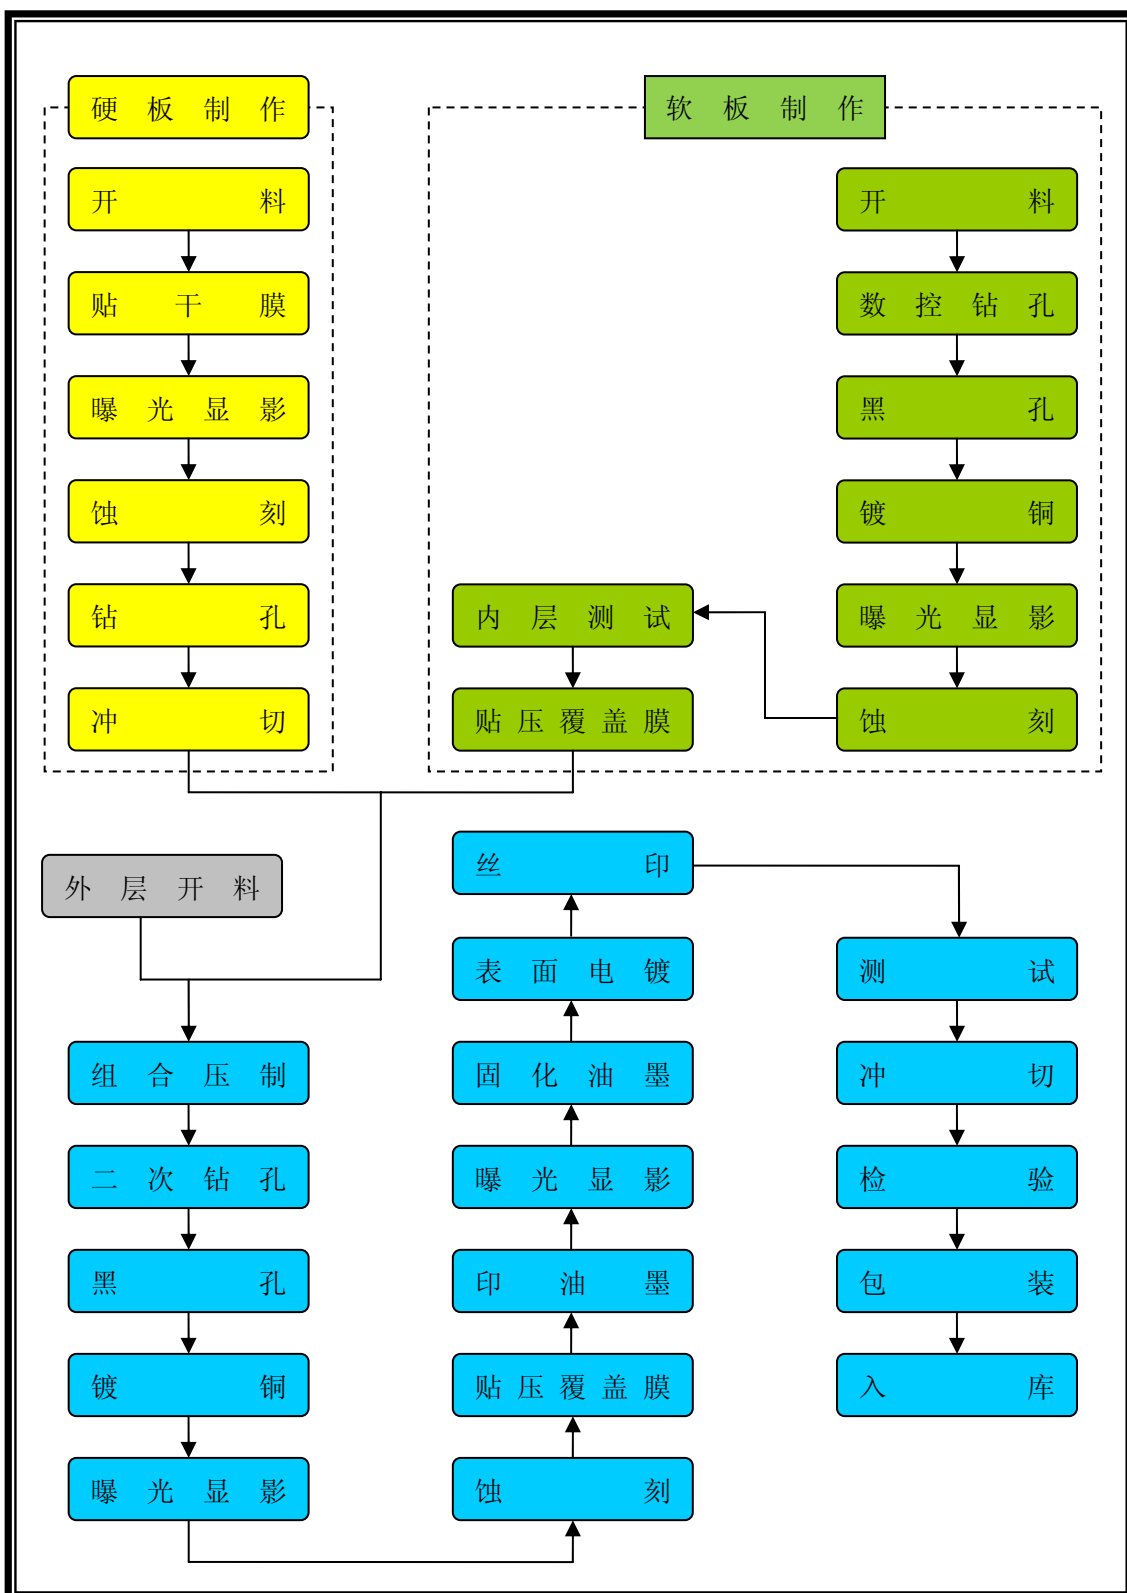 硬板制作
开料
贴干膜
曝光显影
蚀刻
钻孔
冲切
软板制作
开料
数控钻孔
黑孔
镀铜
曝光显影
蚀刻
内层测试
贴压覆盖膜
外层开料
组合压制
二次钻孔
黑孔
镀铜
曝光显影
蚀刻
贴压覆盖膜
印油墨
曝光显影
固化油墨
表面电镀
丝印
测试
冲切
检验
包装
入库